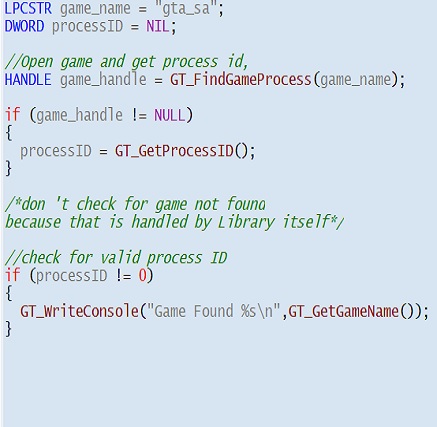 LPCSTR game_name = "gta_sa";
DWORD processID = NIL;
//Open game and get process id,
HANDLE game_handle = GT_FindGameProcess(game_name);
if (game_handle != NULL)
{
processID = GT_GetProcessID();
}
/*don 't check for game not found
because that is handled by Library itself*/
//check for valid process ID
if (processID != 0)
{
GT_WriteConsole("Game Found %s\n",GT_GetGameName());
}